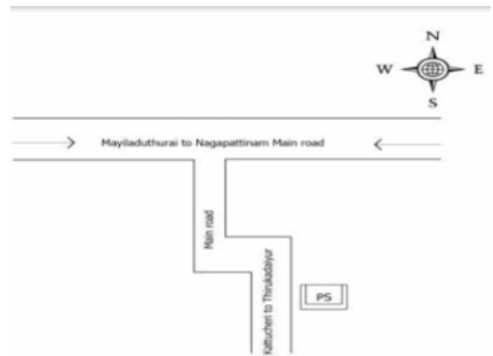 N
W E
S
Mayiladuthurai to Nagapattinam Main road
Main road
Kattucheri to Thirukadaiyur
PS